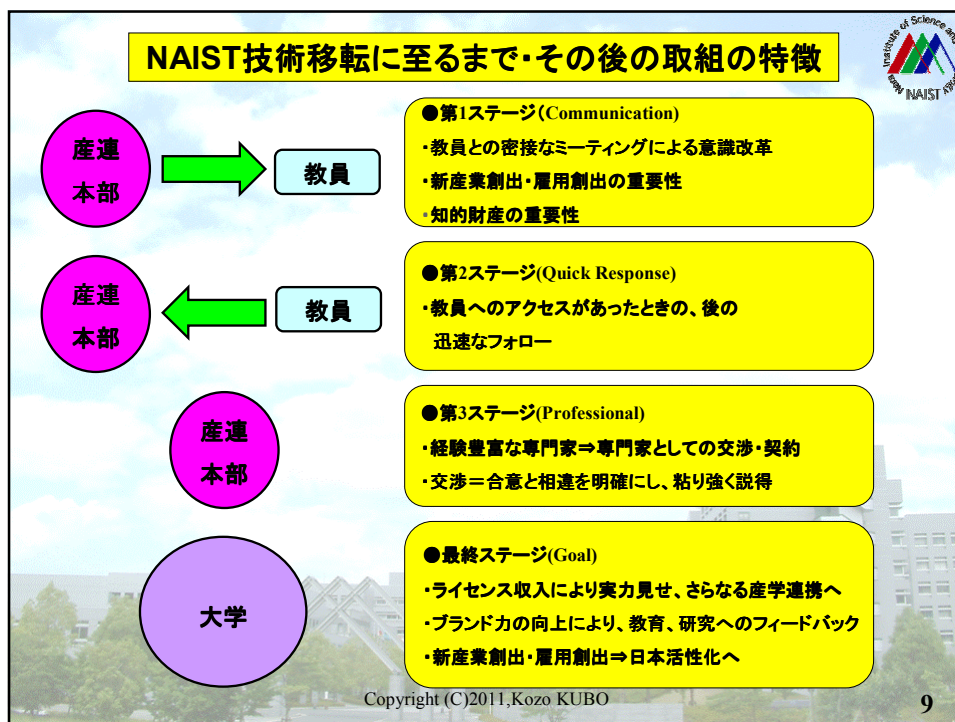 NAIST技術移転に至るまで・その後の取組の特徴
Nara Institute of Science and
NAIST
産連
本部
教員
●第1ステージ(Communication)
・教員との密接なミーティングによる意識改革
・新産業創出・雇用創出の重要性
・知的財産の重要性
産連
本部
教員
●第2ステージ(Quick Response)
・教員へのアクセスがあったときの、後の
迅速なフォロー
産連
本部
●第3ステージ(Professional)
・経験豊富な専門家⇒専門家としての交渉・契約
・交渉=合意と相違を明確にし、粘り強く説得
大学
●最終ステージ(Goal)
・ライセンス収入により実力見せ、さらなる産学連携へ
・ブランド力の向上により、教育、研究へのフィードバック
・新産業創出・雇用創出⇒日本活性化へ
Copyright (C)2011,Kozo KUBO
9